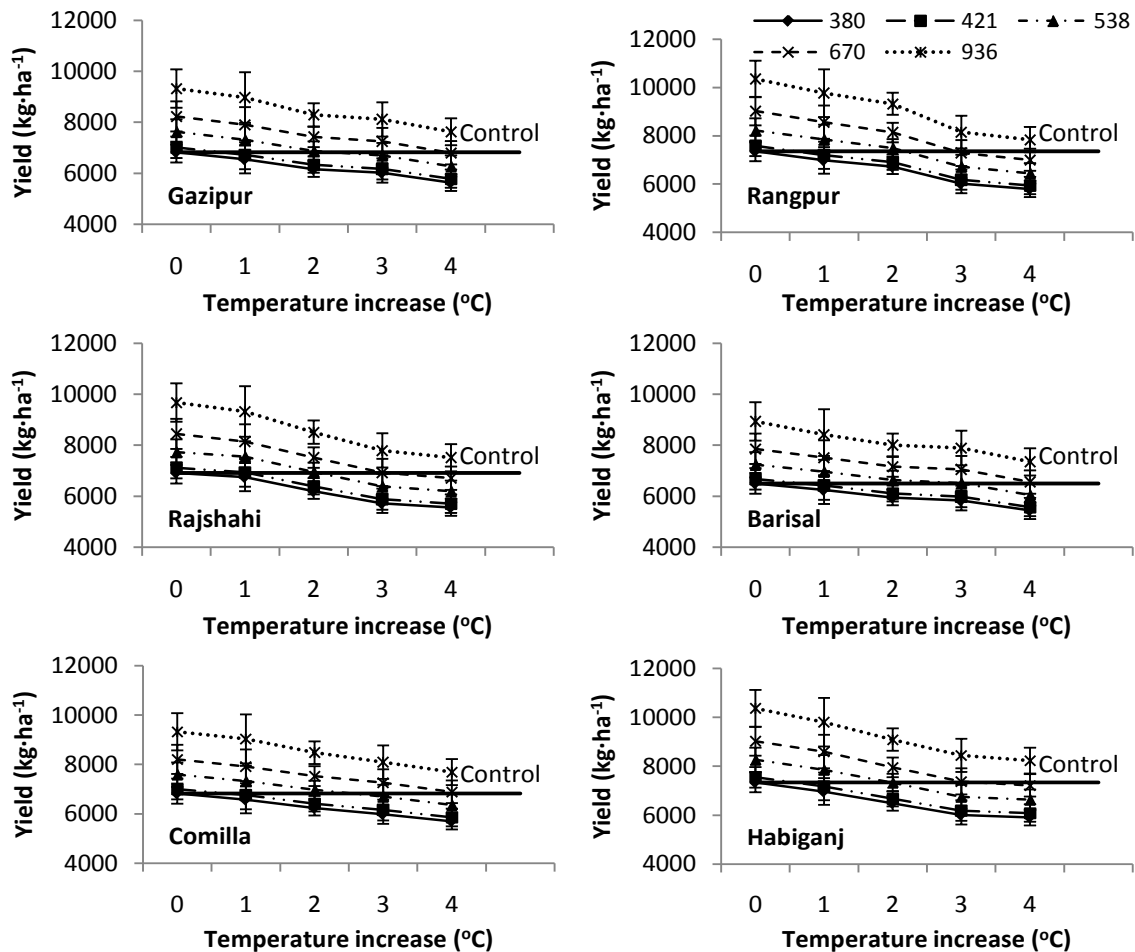 12000
10000
8000
6000
4000
Yield (kg·ha-1)
Control
Gazipur
0 1 2 3 4
Temperature increase (oC)
380 421 538
670 936
12000
10000
8000
6000
4000
Yield (kg·ha-1)
Control
Rangpur
0 1 2 3 4
Temperature increase (oC)
12000
10000
8000
6000
4000
Yield (kg·ha-1)
Control
Rajshahi
0 1 2 3 4
Temperature increase (oC)
12000
10000
8000
6000
4000
Yield (kg·ha-1)
Control
Barisal
0 1 2 3 4
Temperature increase (oC)
12000
10000
8000
6000
4000
Yield (kg·ha-1)
Control
Comilla
0 1 2 3 4
Temperature increase (oC)
12000
10000
8000
6000
4000
Yield (kg·ha-1)
Control
Habiganj
0 1 2 3 4
Temperature increase (oC)